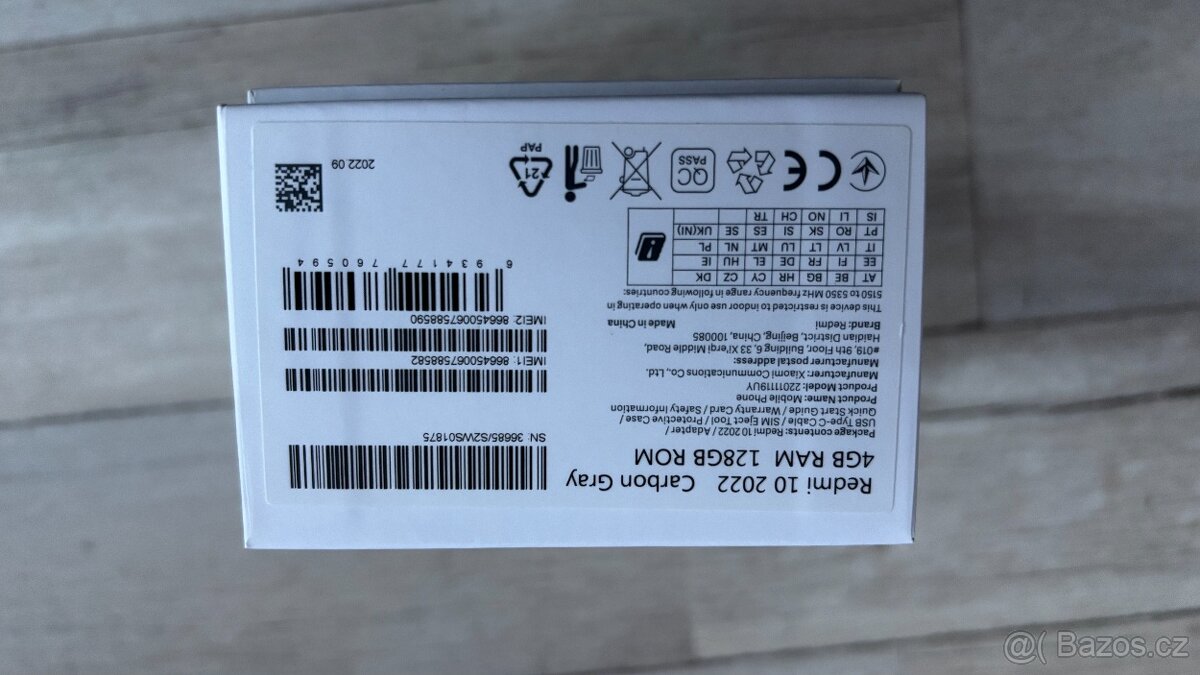 Redmi 10 2022 Carbon Gray
4GB RAM 128GB ROM
Package contents: Redmi 10 2022 / Adapter /
USB Type-C Cable / SIM Eject Tool / Protective Case /
Quick Start Guide / Warranty Card / Safety Information
Product Name: Mobile Phone
Product Model: 22011119UY
Manufacturer: Xiaomi Communications Co., Ltd.
Manufacturer postal address:
#019, 9th Floor, Building 6, 33 Xi'erqi Middle Road,
Haidian District, Beijing, China, 100085
Brand: Redmi Made in China
This device is restricted to indoor use only when operating in
5150 to 5350 MHz frequency range in following countries:
AT BE BG HR CY CZ DK
EE FI FR DE EL HU IE
IT LV LT LU MT NL PL
PT RO SK SI ES SE UK(NI)
IS LI NO CH TR
CE
QC
PASS
21
PAP
SN: 36685/S2WS01875
IMEI1: 866445006758858​2
IMEI2: 866450067588590
6 934177 760594
2022.09
@( Bazos.cz